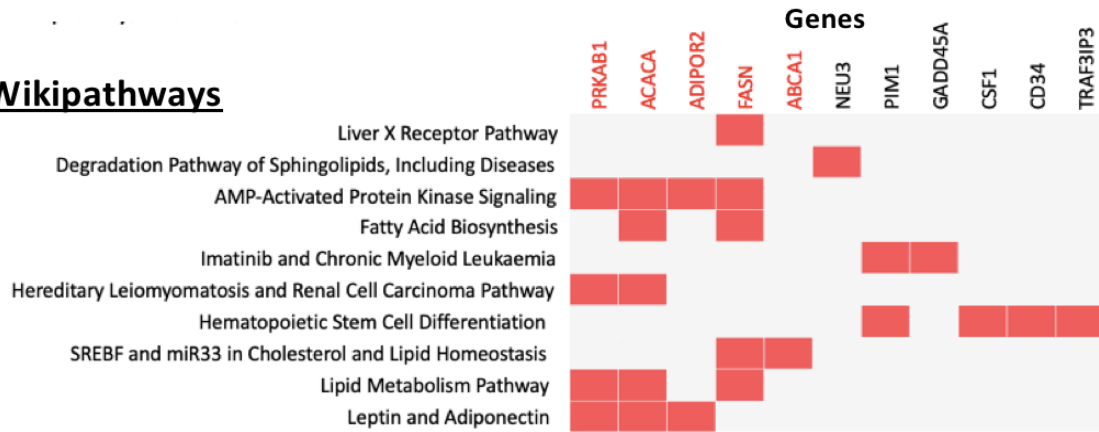 Genes
PRKAB1
ACACA
ADIPOR2
FASN
ABCA1
NEU3
PIM1
GADD45A
CSF1
CD34
TRAF3IP3
Wikipathways
Liver X Receptor Pathway
Degradation Pathway of Sphingolipids, Including Diseases
AMP-Activated Protein Kinase Signaling
Fatty Acid Biosynthesis
Imatinib and Chronic Myeloid Leukaemia
Hereditary Leiomyomatosis and Renal Cell Carcinoma Pathway
Hematopoietic Stem Cell Differentiation
SREBF and miR33 in Cholesterol and Lipid Homeostasis
Lipid Metabolism Pathway
Leptin and Adiponectin